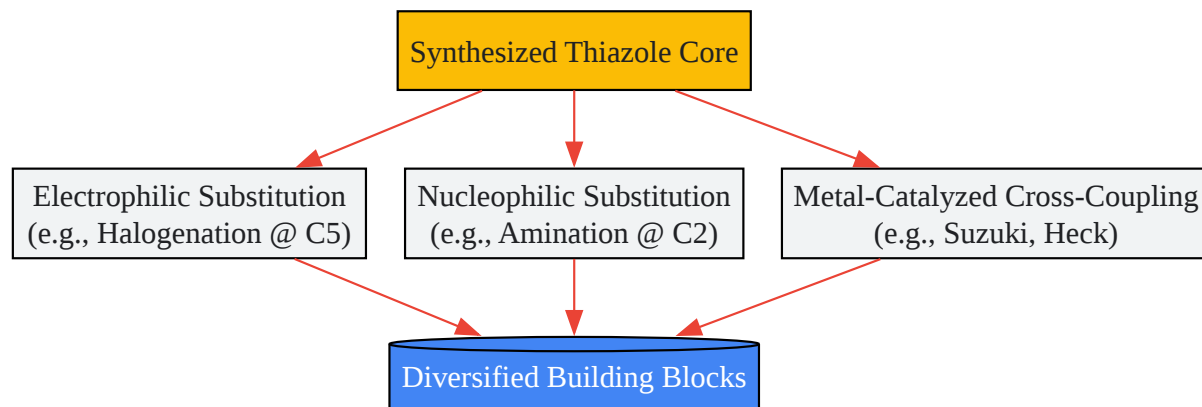 Synthesized Thiazole Core
Electrophilic Substitution
(e.g., Halogenation @ C5)
Nucleophilic Substitution
(e.g., Amination @ C2)
Metal-Catalyzed Cross-Coupling
(e.g., Suzuki, Heck)
Diversified Building Blocks